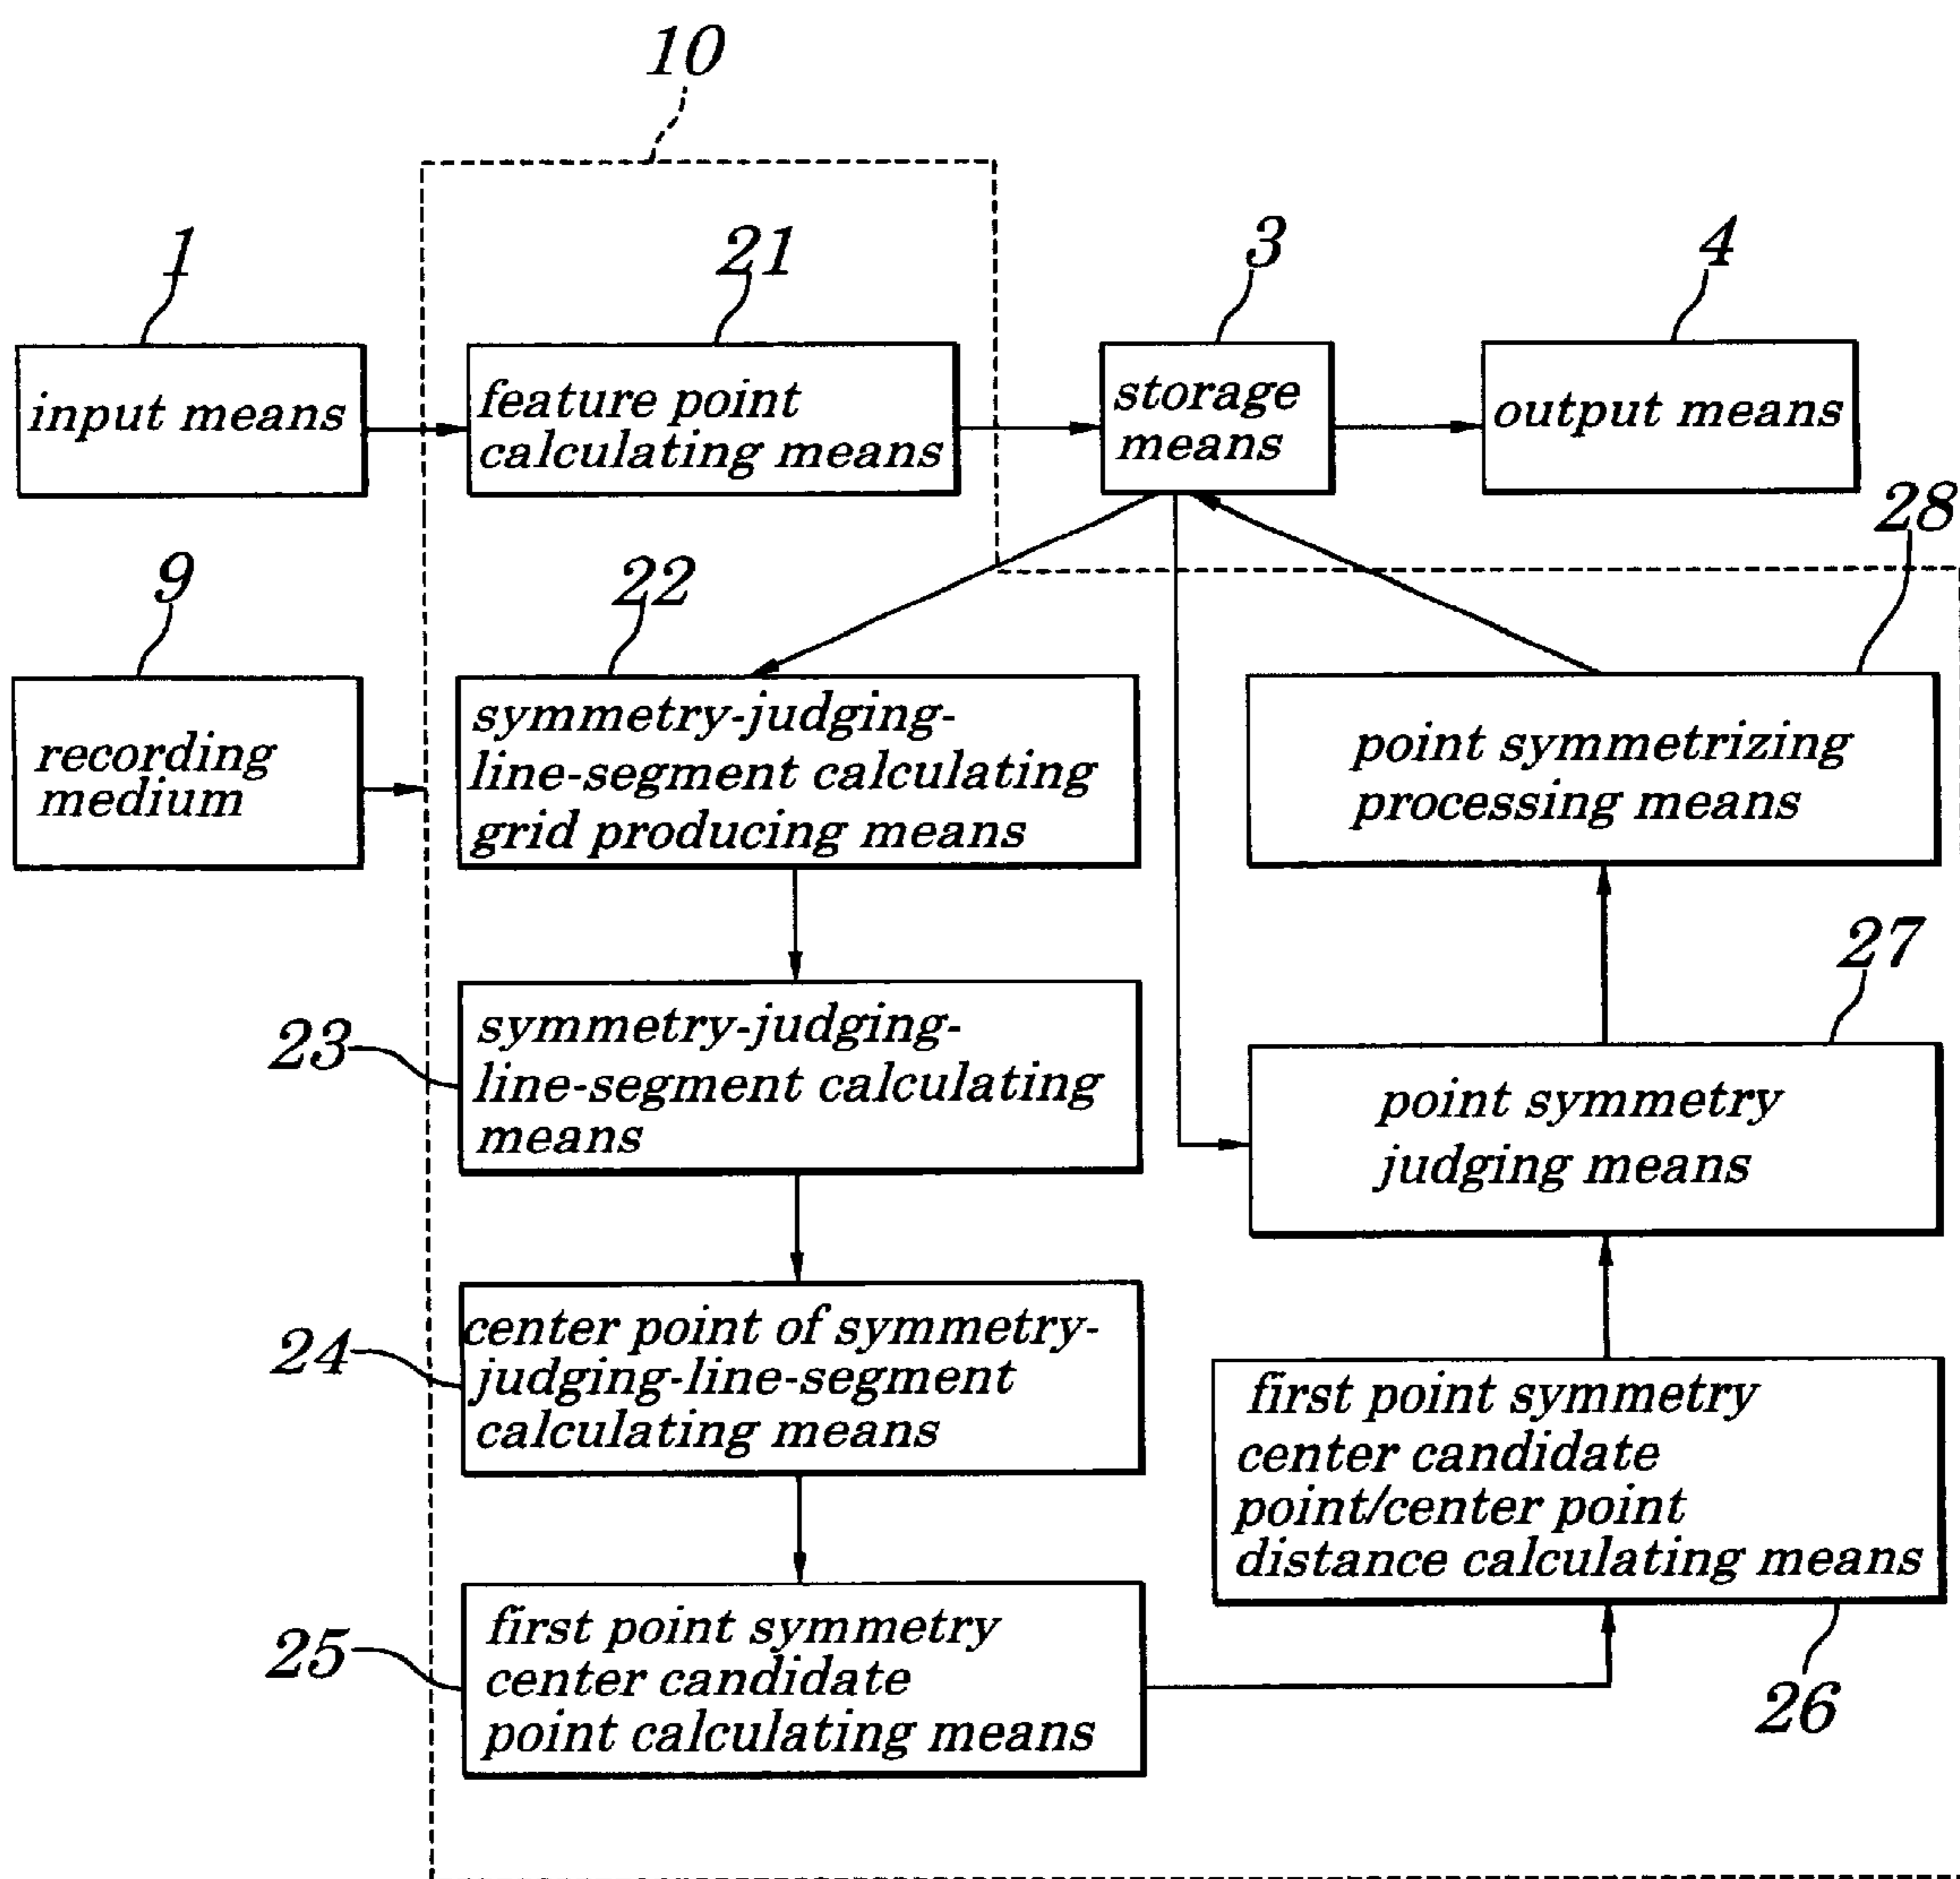 10
1
21
3
4
input means
feature point
calculating means
storage
means
output means
28
9
22
recording
medium
symmetry-judging-
line-segment calculating
grid producing means
point symmetrizing
processing means
27
23
symmetry-judging-
line-segment calculating
means
point symmetry
judging means
24
center point of symmetry-
judging-line-segment
calculating means
first point symmetry
center candidate
point/center point
distance calculating means
25
first point symmetry
center candidate
point calculating means
26